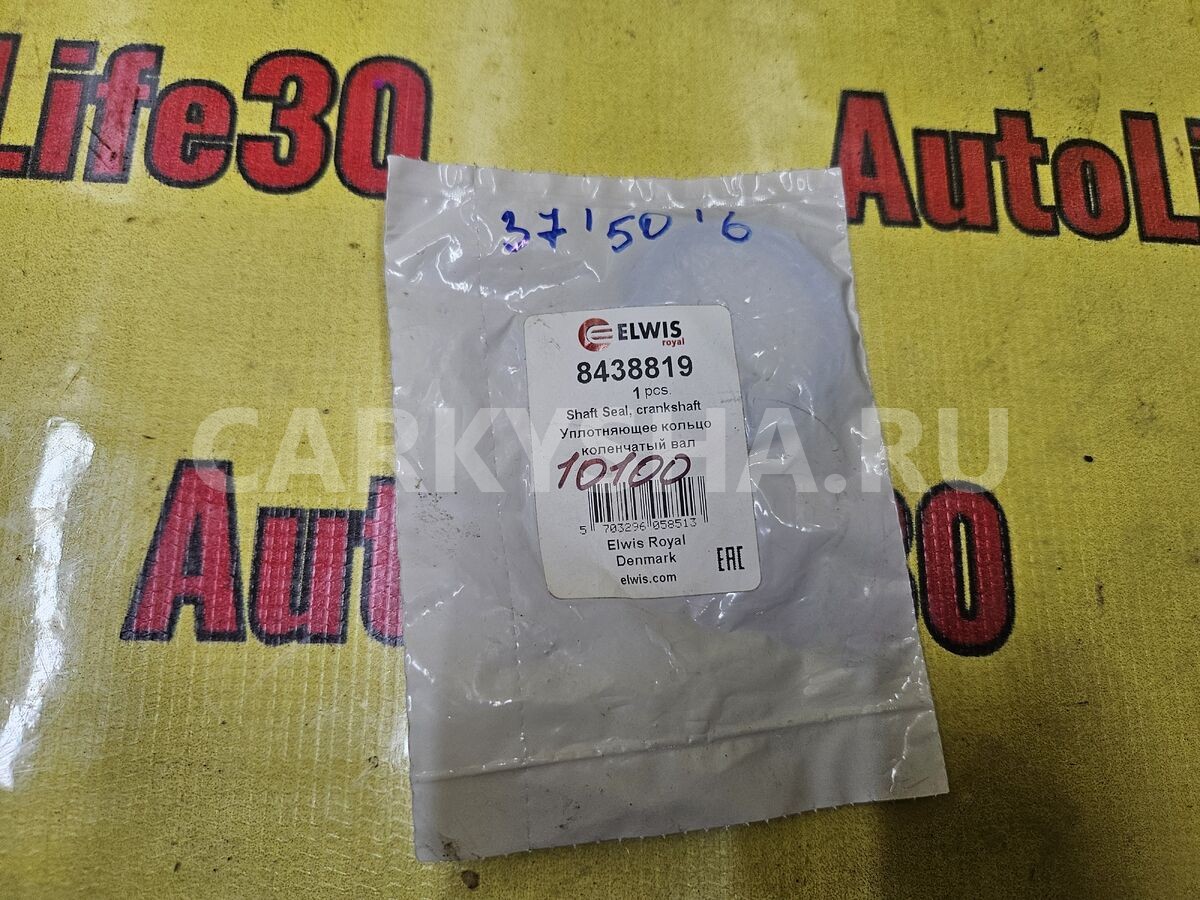 Life30
AutoLi
37'50'6
ELWIS
royal
8438819
1 pcs.
Shaft Seal, crankshaft
Уплотняющее кольцо
коленчатый вал
10100
CARKYSHA.RU
5 703296 058513
Elwis Royal
Denmark
elwis.com
EAC
Aut
30